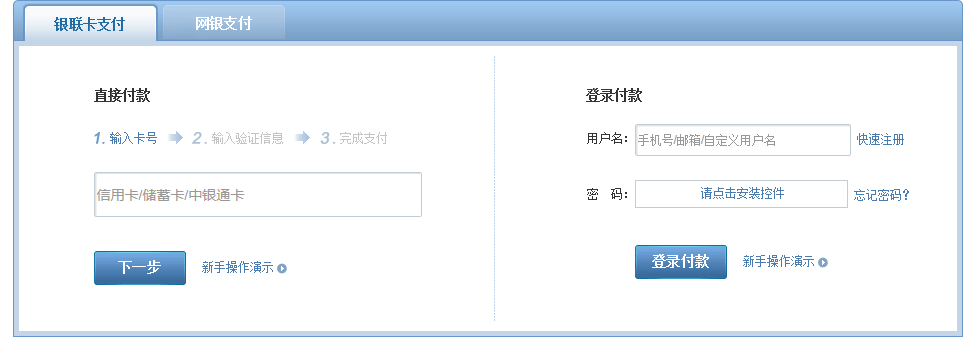 银联卡支付
网银支付
直接付款
1. 输入卡号 2. 输入验证信息 3. 完成支付
信用卡/储蓄卡/中银通卡
下一步 新手操作演示
登录付款
用户名: 手机号/邮箱/自定义用户名 快速注册
密 码: 请点击安装控件 忘记密码?
登录付款 新手操作演示